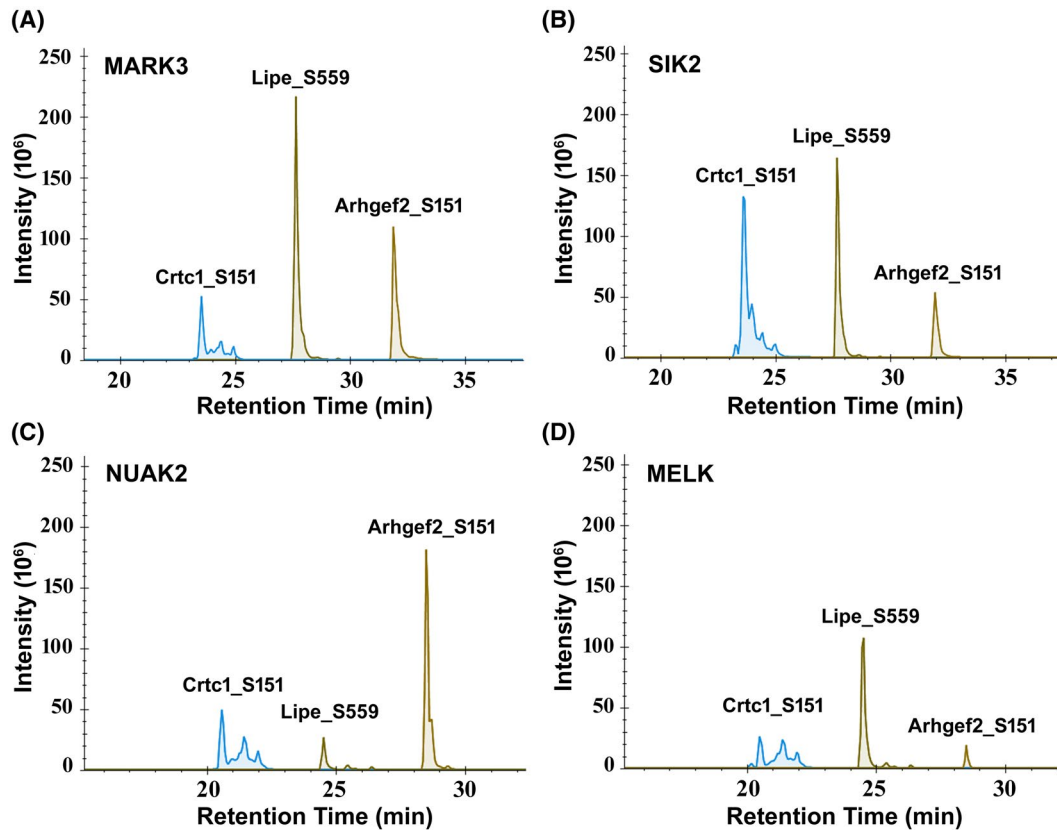 (A)
MARK3
Lipe_S559
Arhgef2_S151
Crtc1_S151
Intensity (10⁶)
250
200
150
100
50
0
20
25
30
35
Retention Time (min)
(B)
SIK2
Lipe_S559
Crtc1_S151
Arhgef2_S151
Intensity (10⁶)
250
200
150
100
50
0
20
25
30
35
Retention Time (min)
(C)
NUAK2
Arhgef2_S151
Crtc1_S151
Lipe_S559
Intensity (10⁶)
250
200
150
100
50
0
20
25
30
Retention Time (min)
(D)
MELK
Lipe_S559
Crtc1_S151
Arhgef2_S151
Intensity (10⁶)
250
200
150
100
50
0
20
25
30
Retention Time (min)